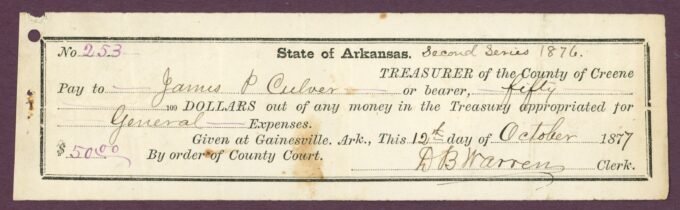 No 253 State of Arkansas. Second Series 1876.
TREASURER of the County of Creene
Pay to James P Culver or bearer, fifty
100 DOLLARS out of any money in the Treasury appropriated for
General Expenses.
Given at Gainesville. Ark., This 12th day of October 1877
$ 50.00 By order of County Court. D B Warren Clerk.